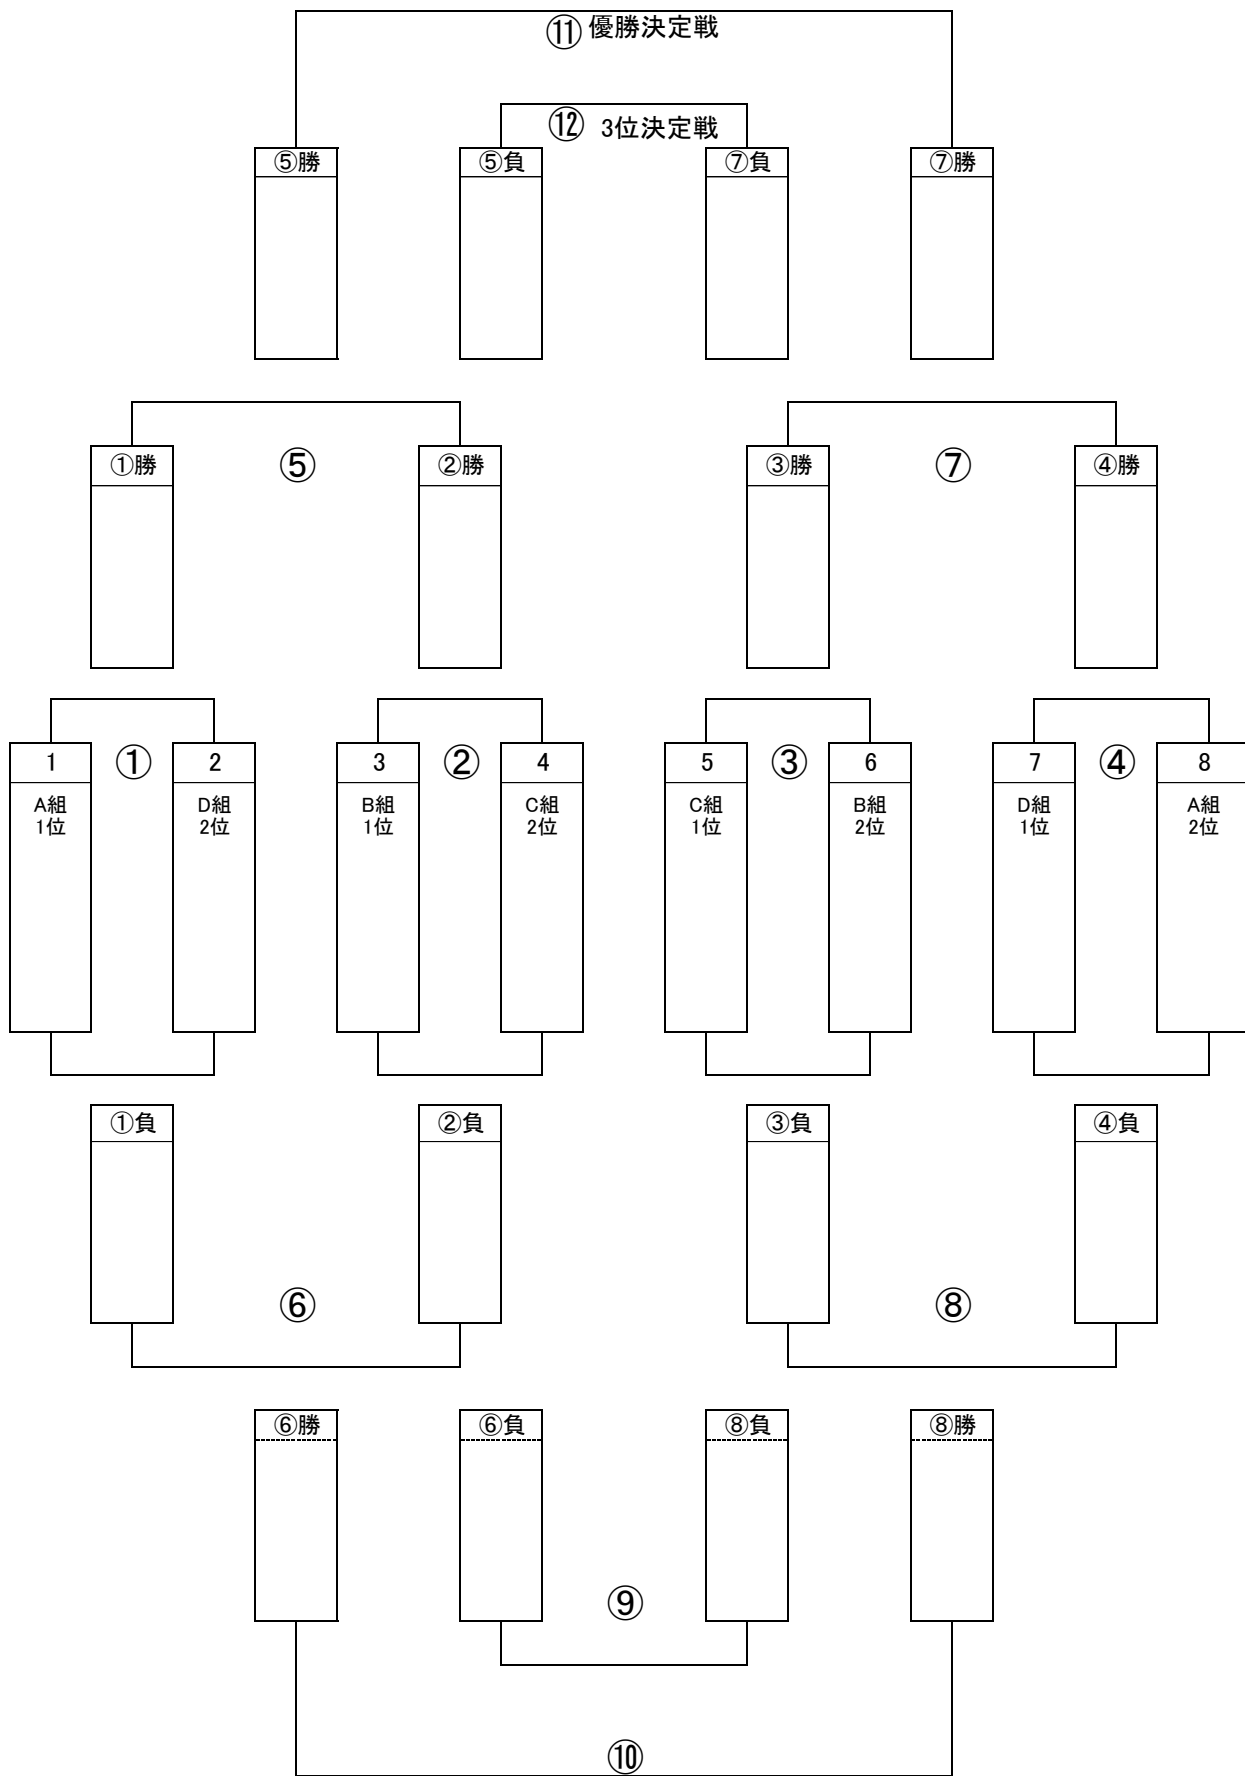 ⑪ 優勝決定戦
⑫ 3位決定戦
⑤勝 ⑤負 ⑦負 ⑦勝
①勝 ⑤ ②勝 ③勝 ⑦ ④勝
1 ① 2 3 ② 4 5 ③ 6 7 ④ 8
A組 D組 B組 C組 C組 B組 D組 A組
1位 2位 1位 2位 1位 2位 1位 2位
①負 ②負 ③負 ④負
⑥ ⑧
⑥勝 ⑥負 ⑧負 ⑧勝
⑨
⑩